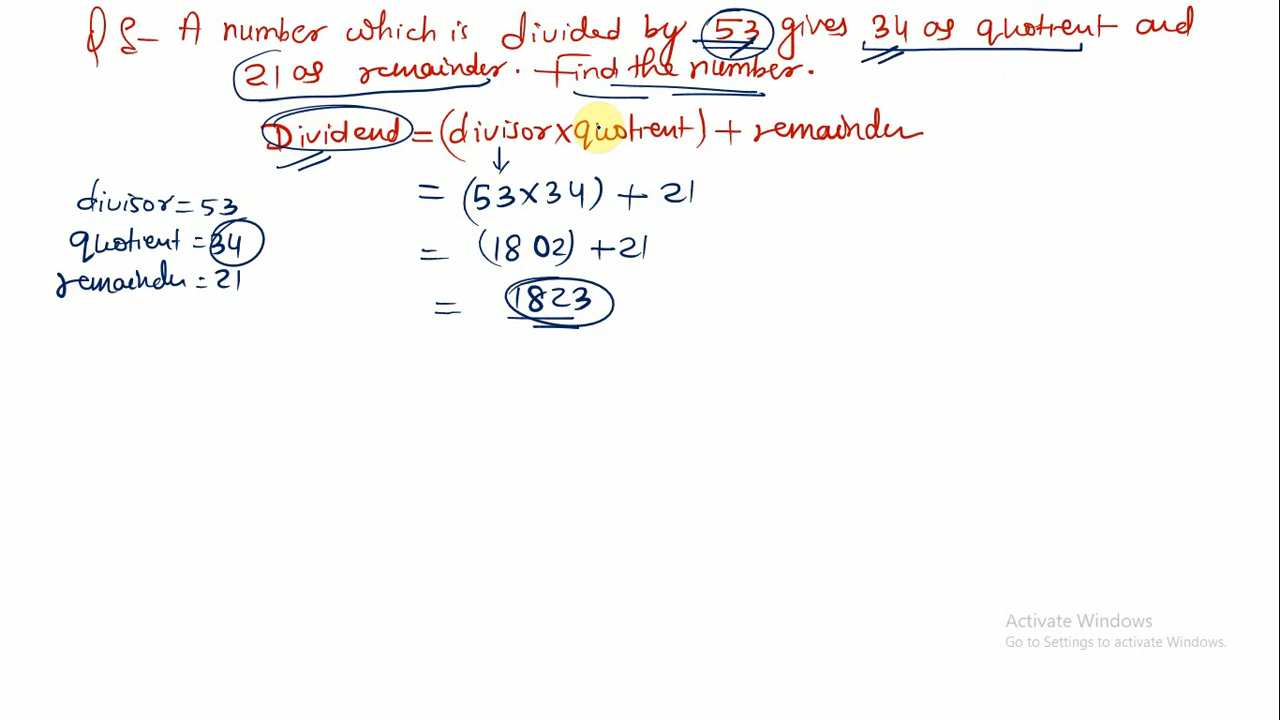 Q 8- A number which is divided by 53 gives 34 as quotient and
21 as remainder. Find the number.
Dividend = (divisor x quotient) + remainder
divisor = 53
quotient = 34
remainder = 21
= (53 x 34) + 21
= (1802) + 21
= 1823
Activate Windows
Go to Settings to activate Windows.